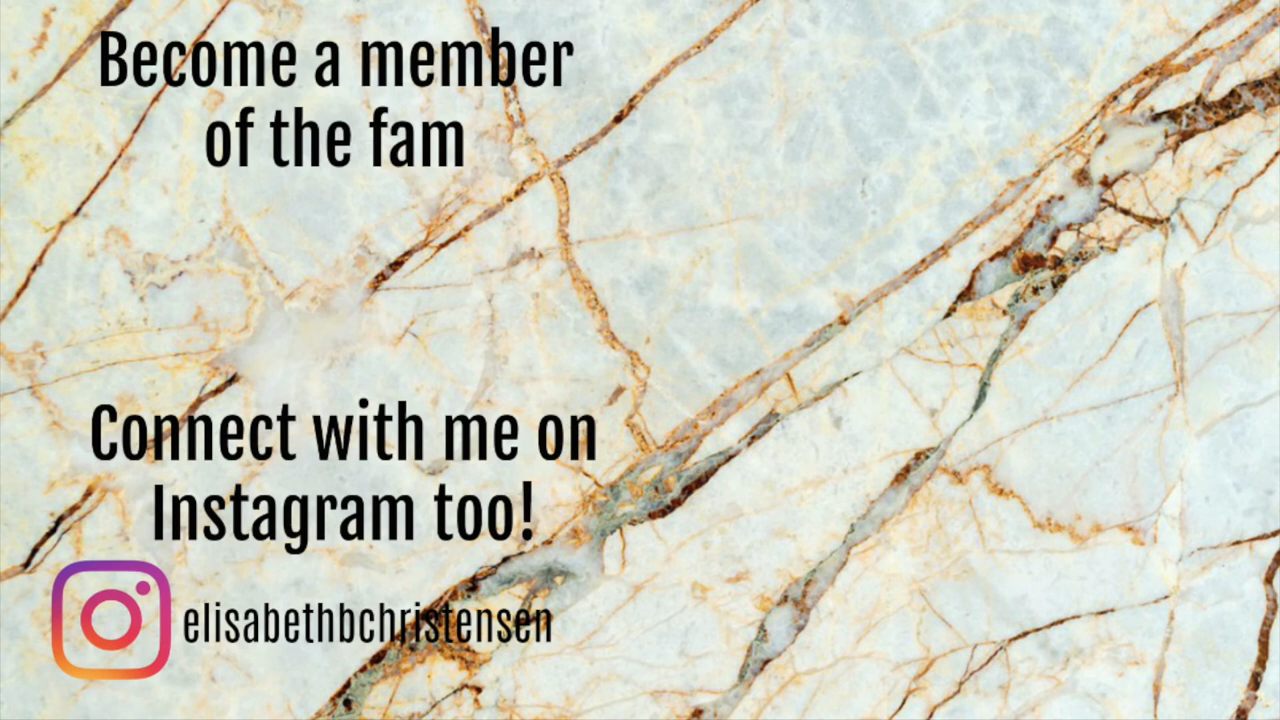 Become a member
of the fam
Connect with me on
Instagram too!
elisabethbchristensen